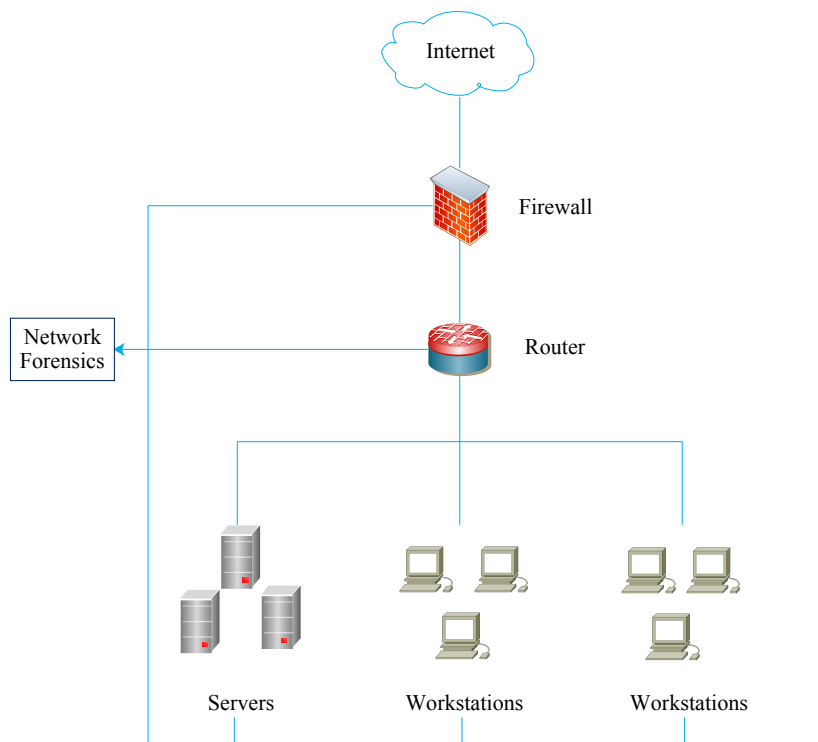 Internet
Firewall
Network
Forensics
Router
Servers
Workstations
Workstations